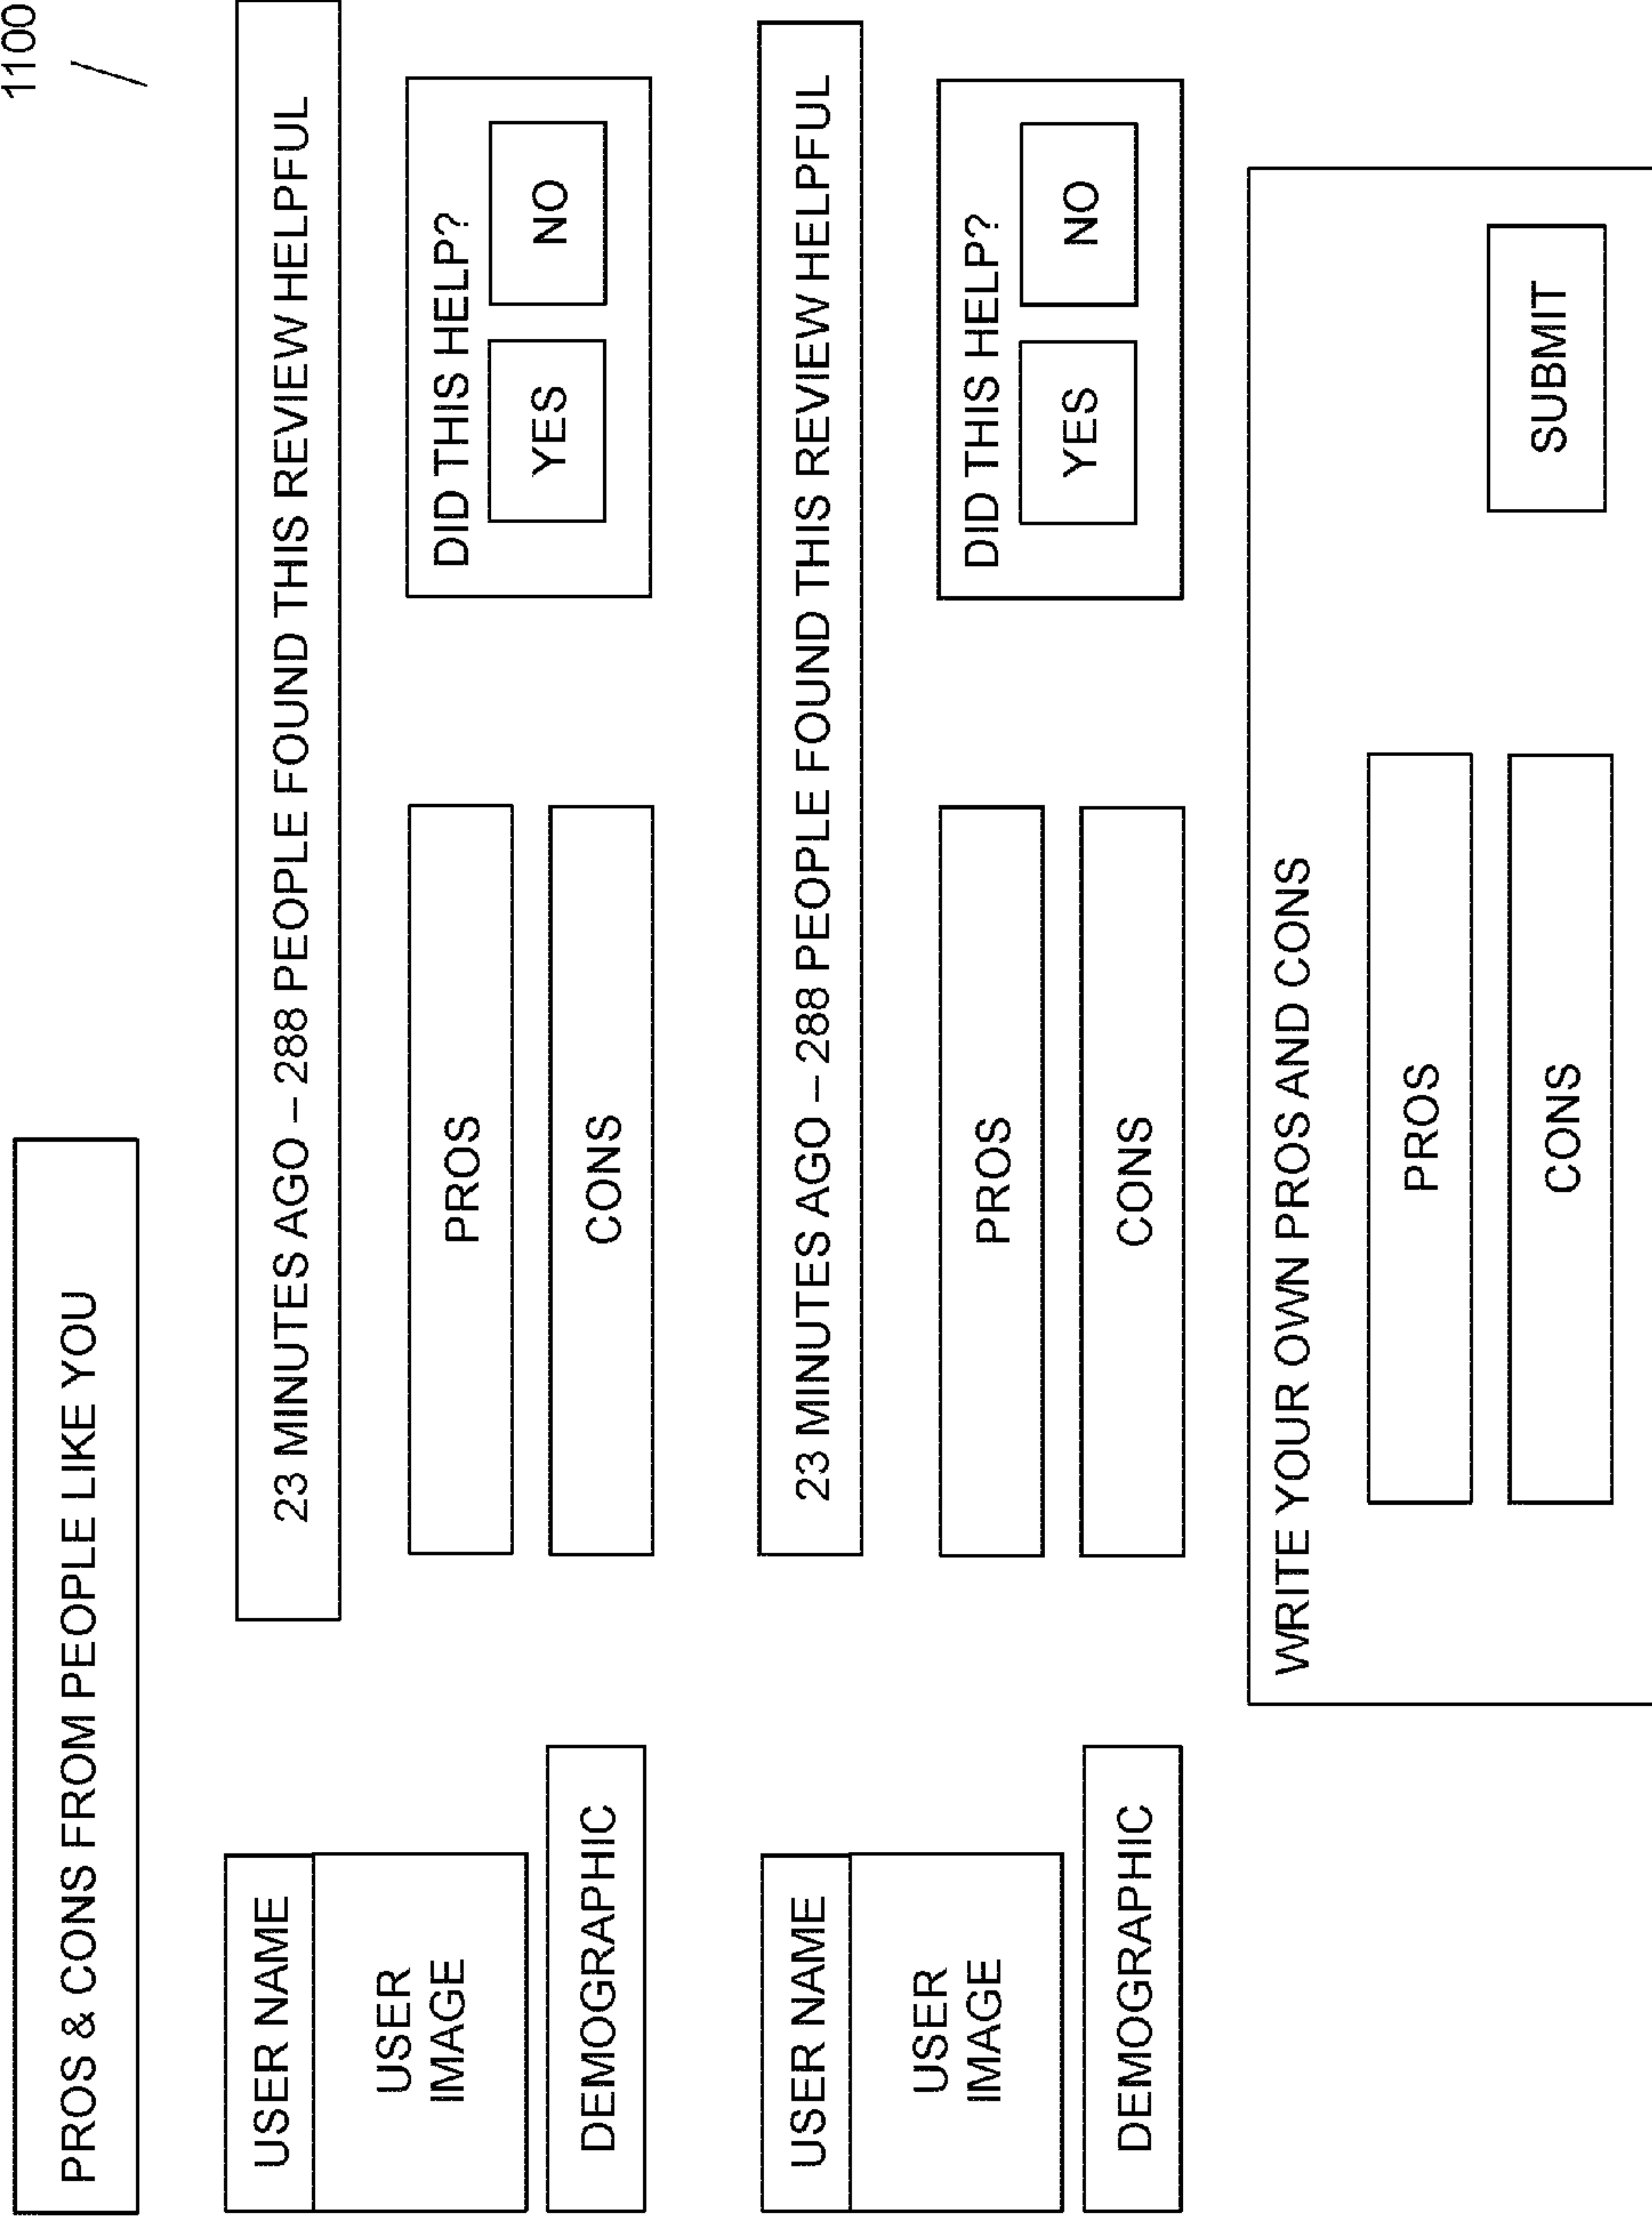 1100
PROS & CONS FROM PEOPLE LIKE YOU
USER NAME
USER
IMAGE
DEMOGRAPHIC
23 MINUTES AGO – 288 PEOPLE FOUND THIS REVIEW HELPFUL
PROS
CONS
DID THIS HELP?
YES
NO
USER NAME
USER
IMAGE
DEMOGRAPHIC
23 MINUTES AGO – 288 PEOPLE FOUND THIS REVIEW HELPFUL
PROS
CONS
DID THIS HELP?
YES
NO
WRITE YOUR OWN PROS AND CONS
PROS
CONS
SUBMIT